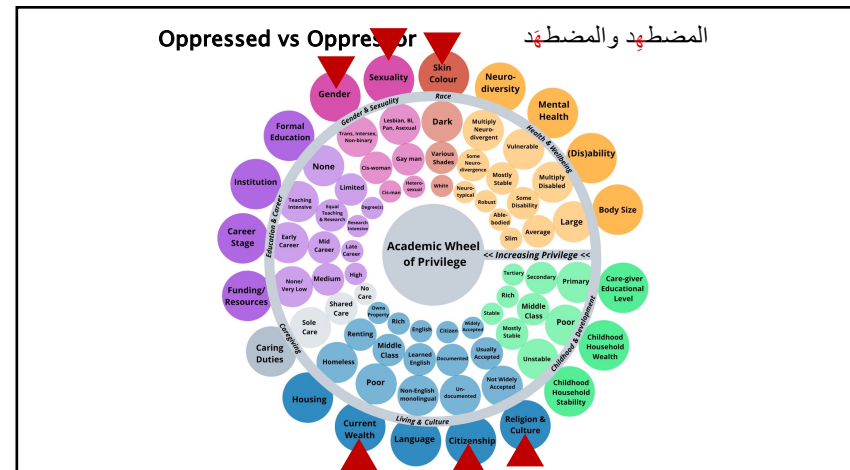 Oppressed vs Oppressor
المضطهِد والمضطهَد
Skin
Colour
Sexuality
Gender
Formal
Education
Institution
Career
Stage
Funding/
Resources
Caring
Duties
Housing
Current
Wealth
Language
Citizenship
Religion &
Culture
Childhood
Household
Stability
Childhood
Household
Wealth
Care-giver
Educational
Level
Body Size
(Dis)ability
Mental
Health
Neuro-
diversity
Race
Gender & Sexuality
Education & Career
Caregiving
Living & Culture
Childhood & Development
Health & Wellbeing
Dark
Various
Shades
White
Lesbian, Bi,
Pan, Asexual
Gay man
Hetero-
sexual
Trans, Intersex,
Non-binary
Cis-woman
Cis-man
None
Limited
Degree(s)
Teaching
Intensive
Equal
Teaching
& Research
Research
Intensive
Early
Career
Mid
Career
Late
Career
None/
Very Low
Medium
High
Sole
Care
Shared
Care
No
Care
Homeless
Renting
Owns
Property
Poor
Middle
Class
Rich
Non-English
monolingual
Learned
English
English
Un-
documented
Documented
Citizen
Not Widely
Accepted
Usually
Accepted
Widely
Accepted
Unstable
Mostly
Stable
Stable
Poor
Middle
Class
Rich
Primary
Secondary
Tertiary
<< Increasing Privilege <<
Large
Average
Slim
Multiply
Disabled
Some
Disability
Able-
bodied
Vulnerable
Mostly
Stable
Robust
Multiply
Neuro-
divergent
Some
Neuro-
divergence
Neuro-
typical
Academic Wheel
of Privilege